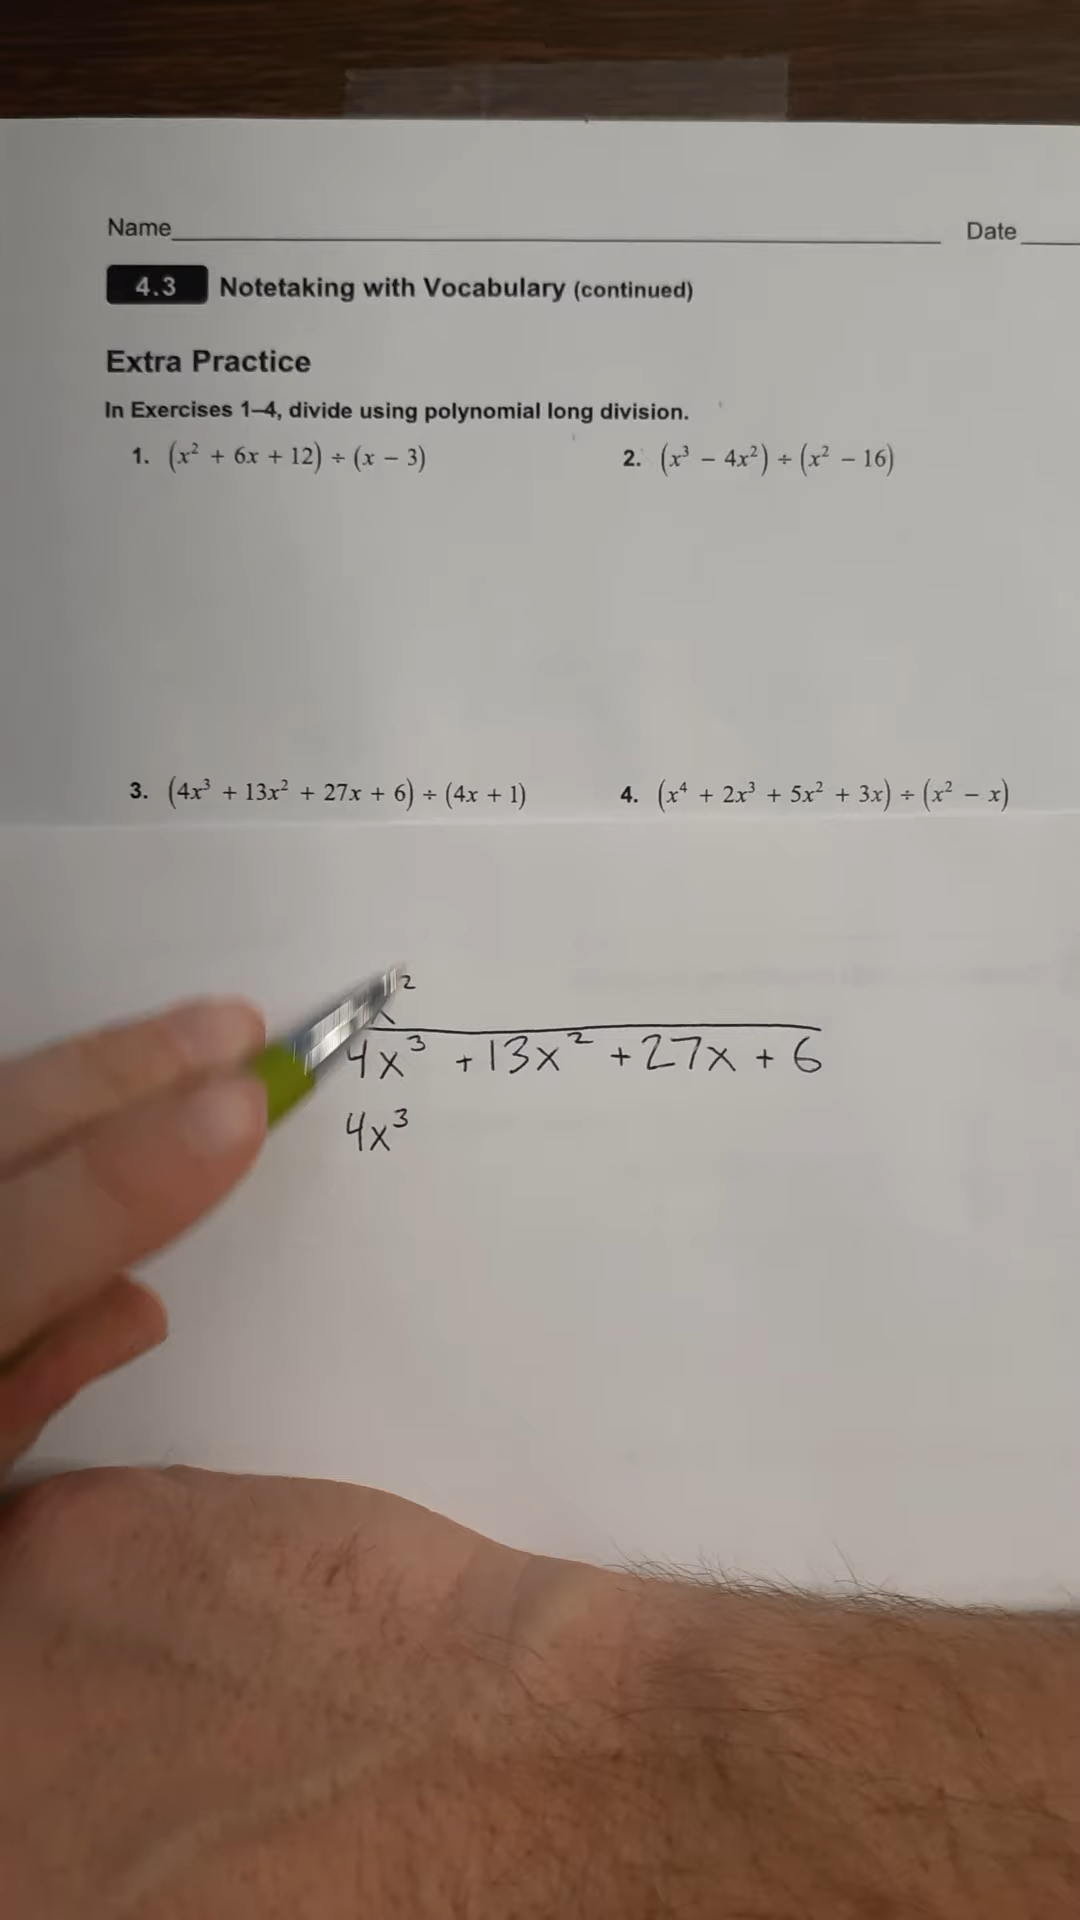 Name Date
4.3 Notetaking with Vocabulary (continued)
Extra Practice
In Exercises 1–4, divide using polynomial long division.
1. (x² + 6x + 12) ÷ (x − 3) 2. (x³ − 4x²) ÷ (x² − 16)
3. (4x³ + 13x² + 27x + 6) ÷ (4x + 1) 4. (x⁴ + 2x³ + 5x² + 3x) ÷ (x² − x)
x²
4x³ + 13x² + 27x + 6
4x³